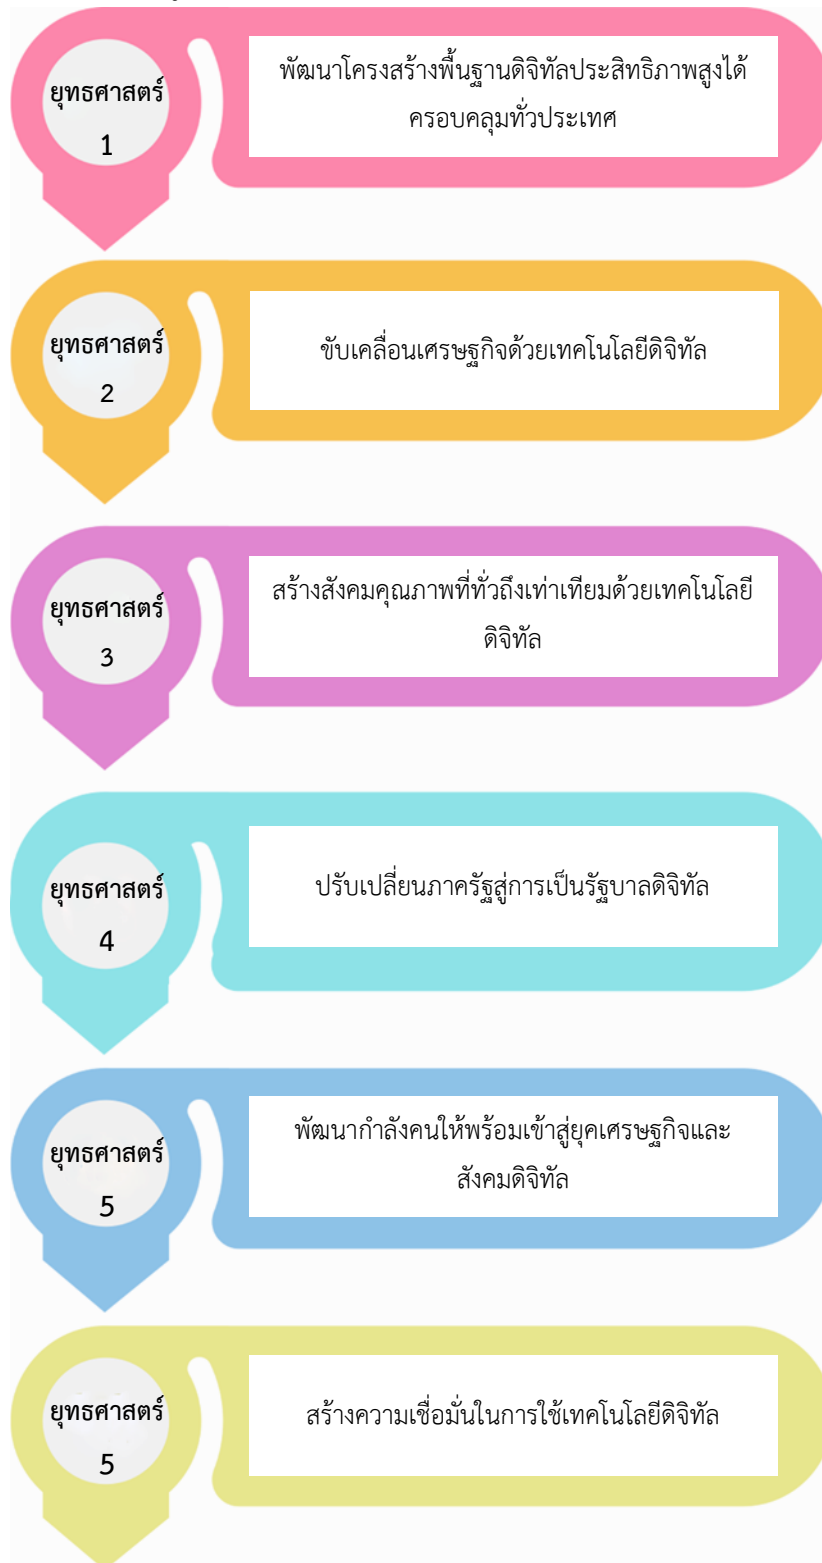 ยุทธศาสตร์
1
พัฒนาโครงสร้างพื้นฐานดิจิทัลประสิทธิภาพสูงได้
ครอบคลุมทั่วประเทศ
ยุทธศาสตร์
2
ขับเคลื่อนเศรษฐกิจด้วยเทคโนโลยีดิจิทัล
ยุทธศาสตร์
3
สร้างสังคมคุณภาพที่ทั่วถึงเท่าเทียมด้วยเทคโนโลยี
ดิจิทัล
ยุทธศาสตร์
4
ปรับเปลี่ยนภาครัฐสู่การเป็นรัฐบาลดิจิทัล
ยุทธศาสตร์
5
พัฒนากำลังคนให้พร้อมเข้าสู่ยุคเศรษฐกิจและ
สังคมดิจิทัล
ยุทธศาสตร์
5
สร้างความเชื่อมั่นในการใช้เทคโนโลยีดิจิทัล